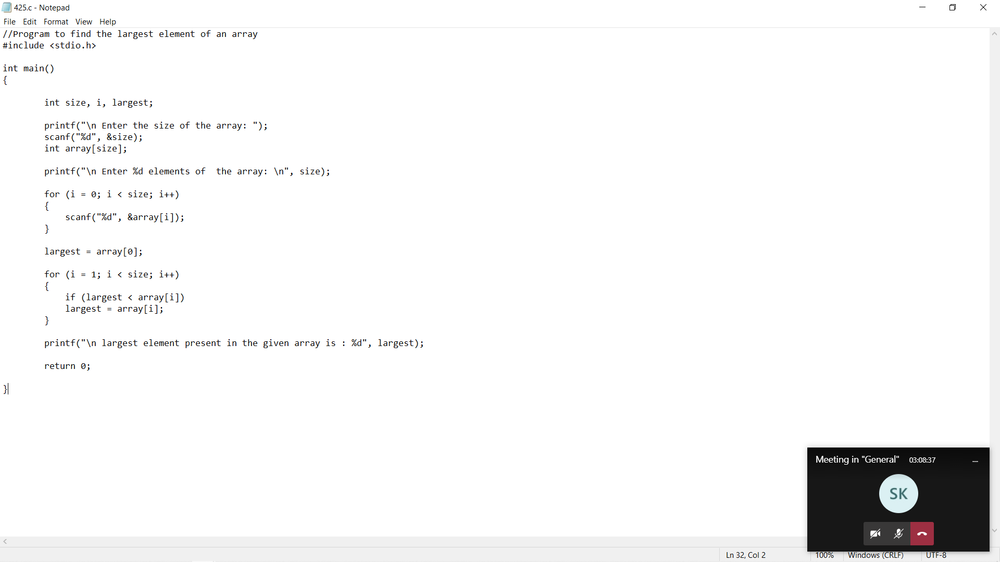 425.c - Notepad
File Edit Format View Help
//Program to find the largest element of an array
#include <stdio.h>
int main()
{
int size, i, largest;
printf("\n Enter the size of the array: ");
scanf("%d", &size);
int array[size];
printf("\n Enter %d elements of  the array: \n", size);
for (i = 0; i < size; i++)
{
scanf("%d", &array[i]);
}
largest = array[0];
for (i = 1; i < size; i++)
{
if (largest < array[i])
largest = array[i];
}
printf("\n largest element present in the given array is : %d", largest);
return 0;
}
Meeting in "General" 03:08:37
SK
Ln 32, Col 2 100% Windows (CRLF) UTF-8